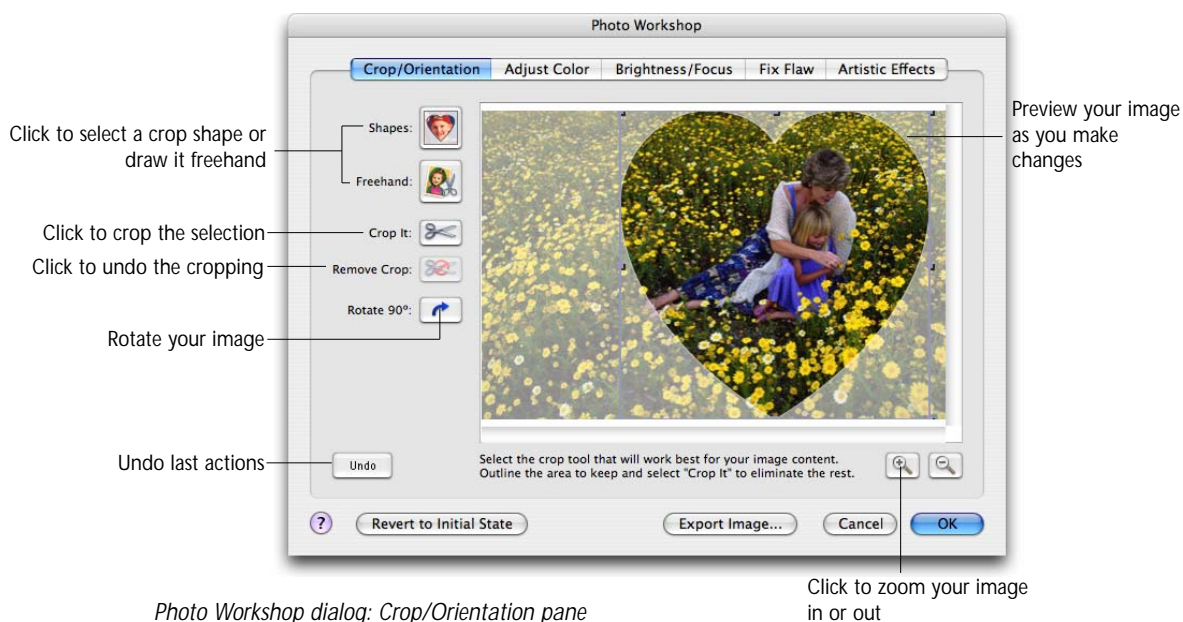 Photo Workshop
Crop/Orientation Adjust Color Brightness/Focus Fix Flaw Artistic Effects
Click to select a crop shape or
draw it freehand
Shapes:
Freehand:
Preview your image
as you make
changes
Click to crop the selection
Crop It:
Click to undo the cropping
Remove Crop:
Rotate 90º:
Rotate your image
Undo last actions
Undo
Select the crop tool that will work best for your image content.
Outline the area to keep and select "Crop It" to eliminate the rest.
? Revert to Initial State Export Image... Cancel OK
Click to zoom your image
in or out
Photo Workshop dialog: Crop/Orientation pane